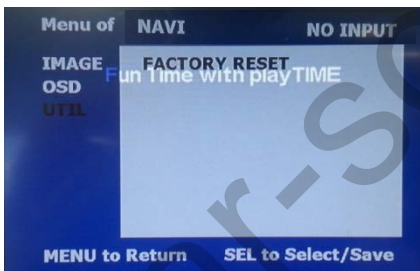 Menu of NAVI NO INPUT
IMAGE FACTORY RESET
Fun Time with playTIME
OSD
UTIL
MENU to Return SEL to Select/Save